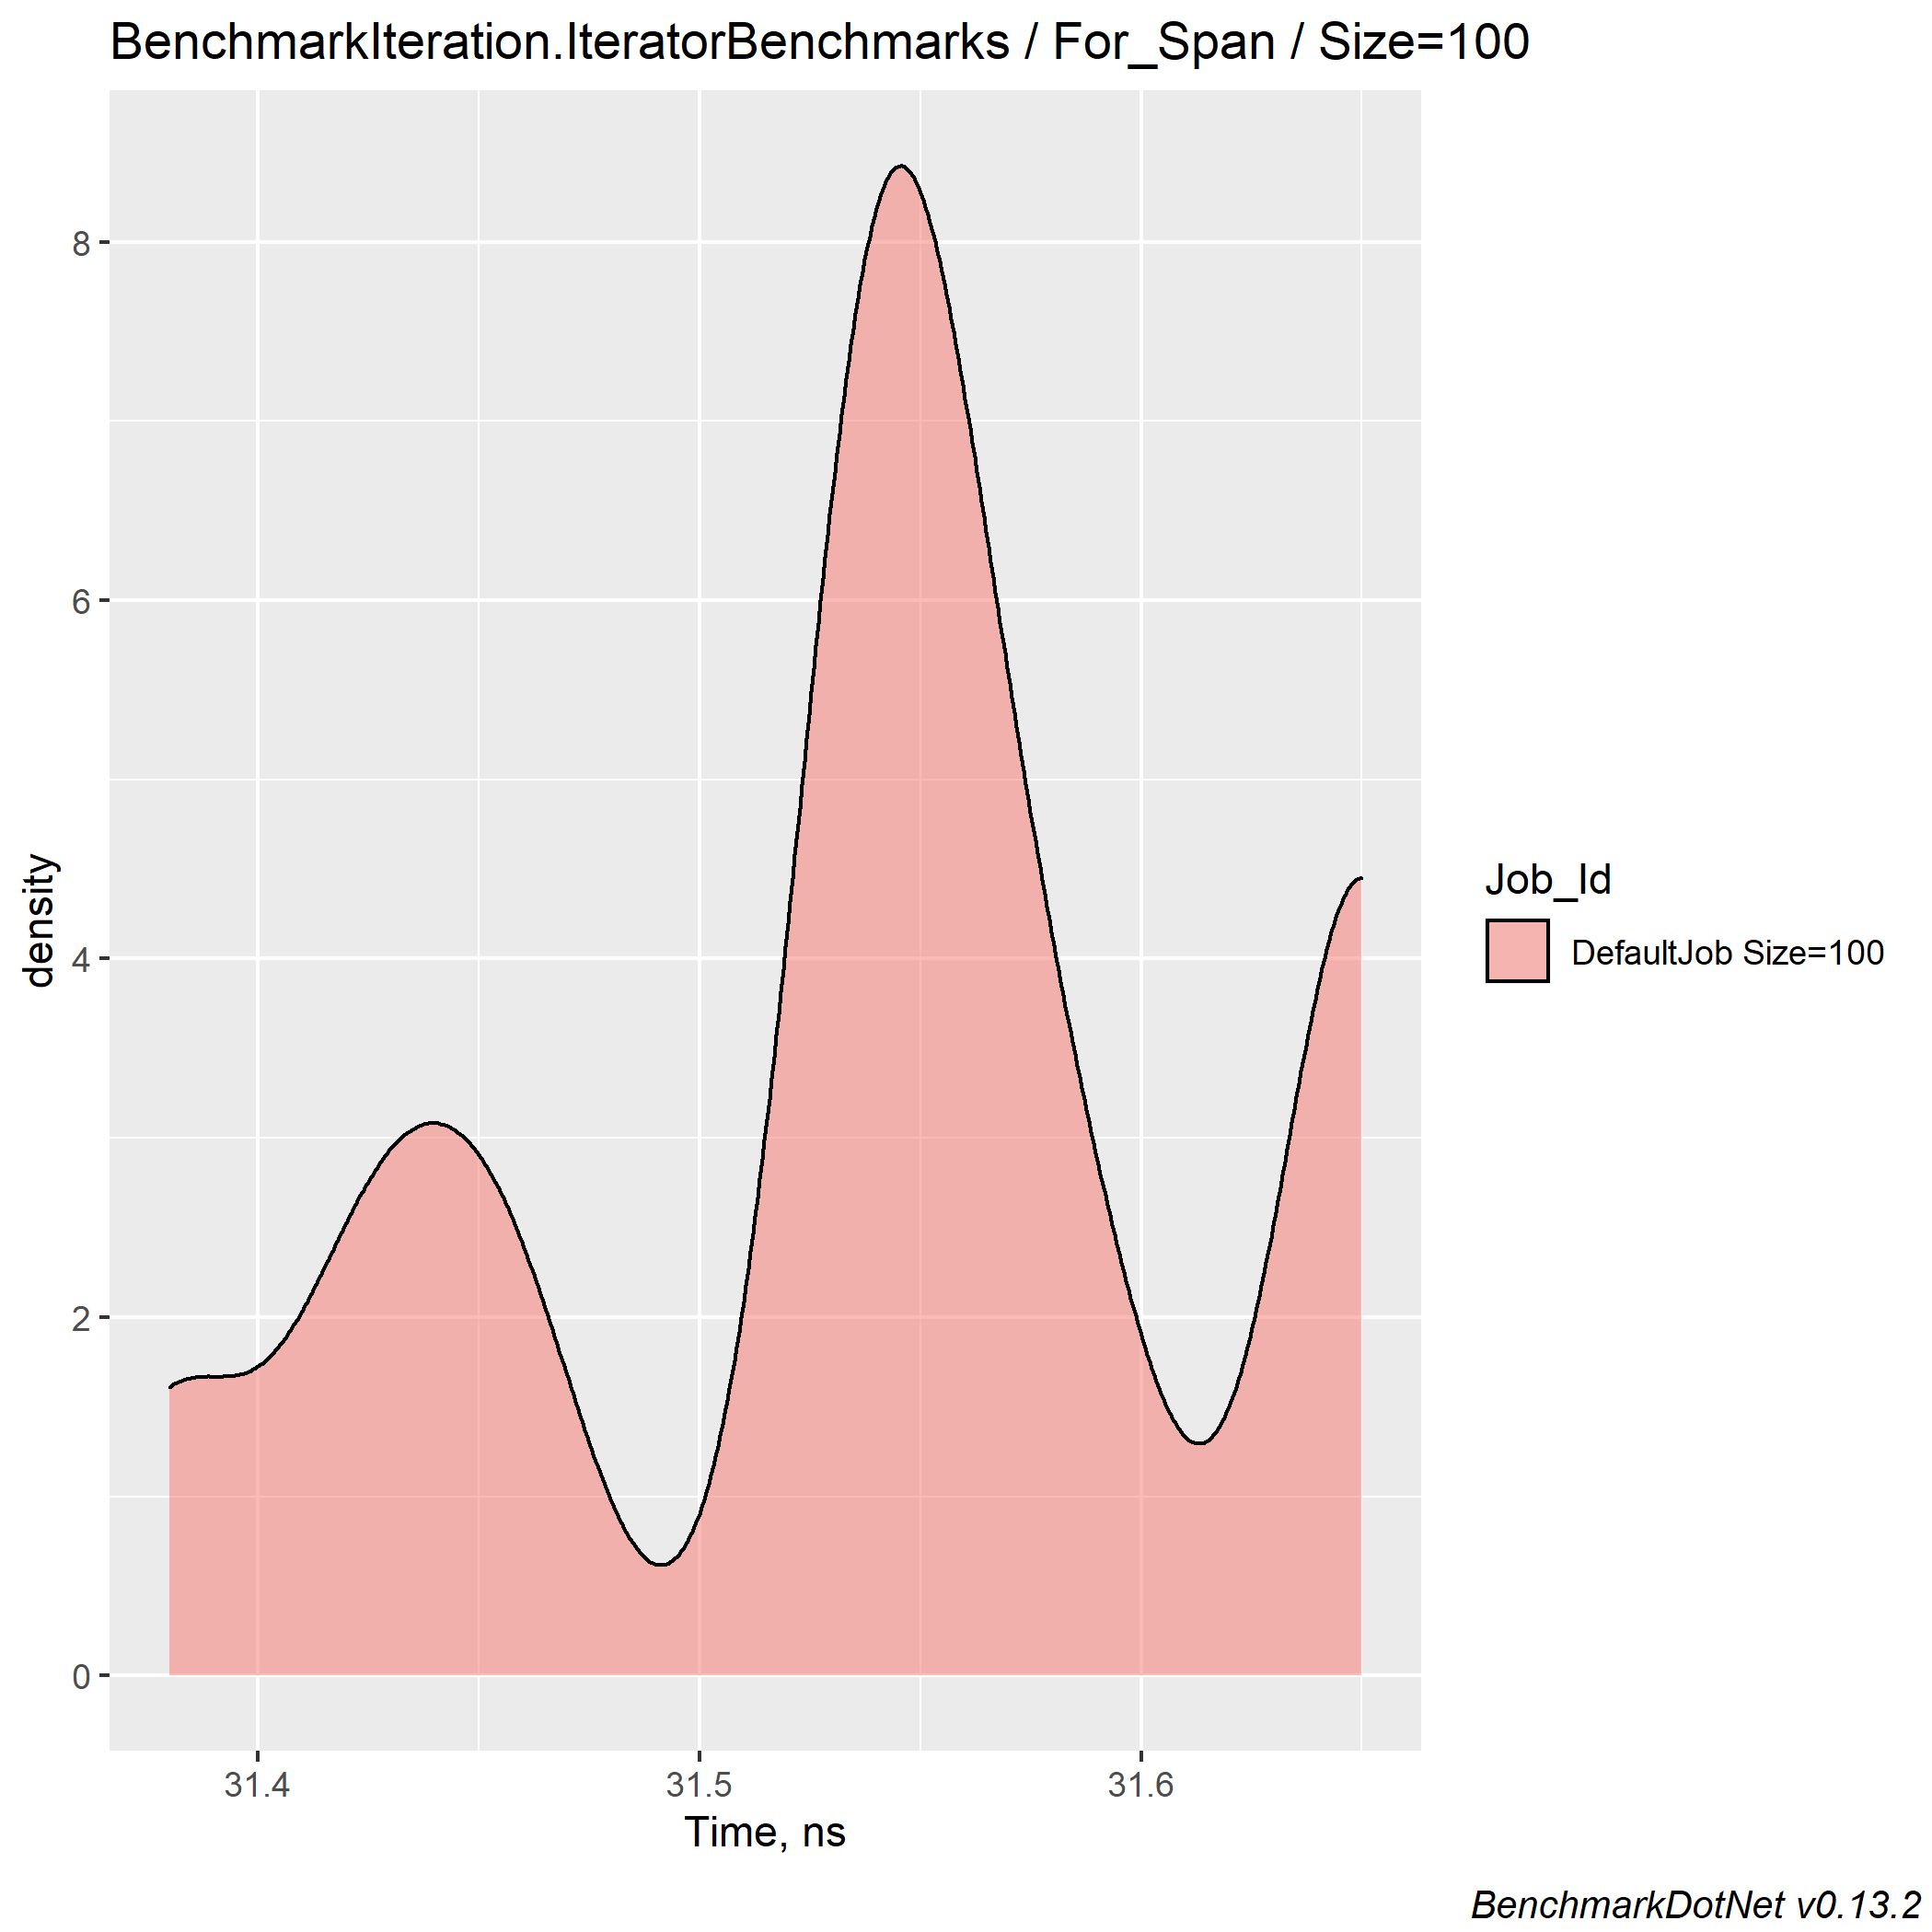 BenchmarkIteration.IteratorBenchmarks / For_Span / Size=100
density
8
6
4
2
0
31.4 31.5 31.6
Time, ns
Job_Id
DefaultJob Size=100
BenchmarkDotNet v0.13.2